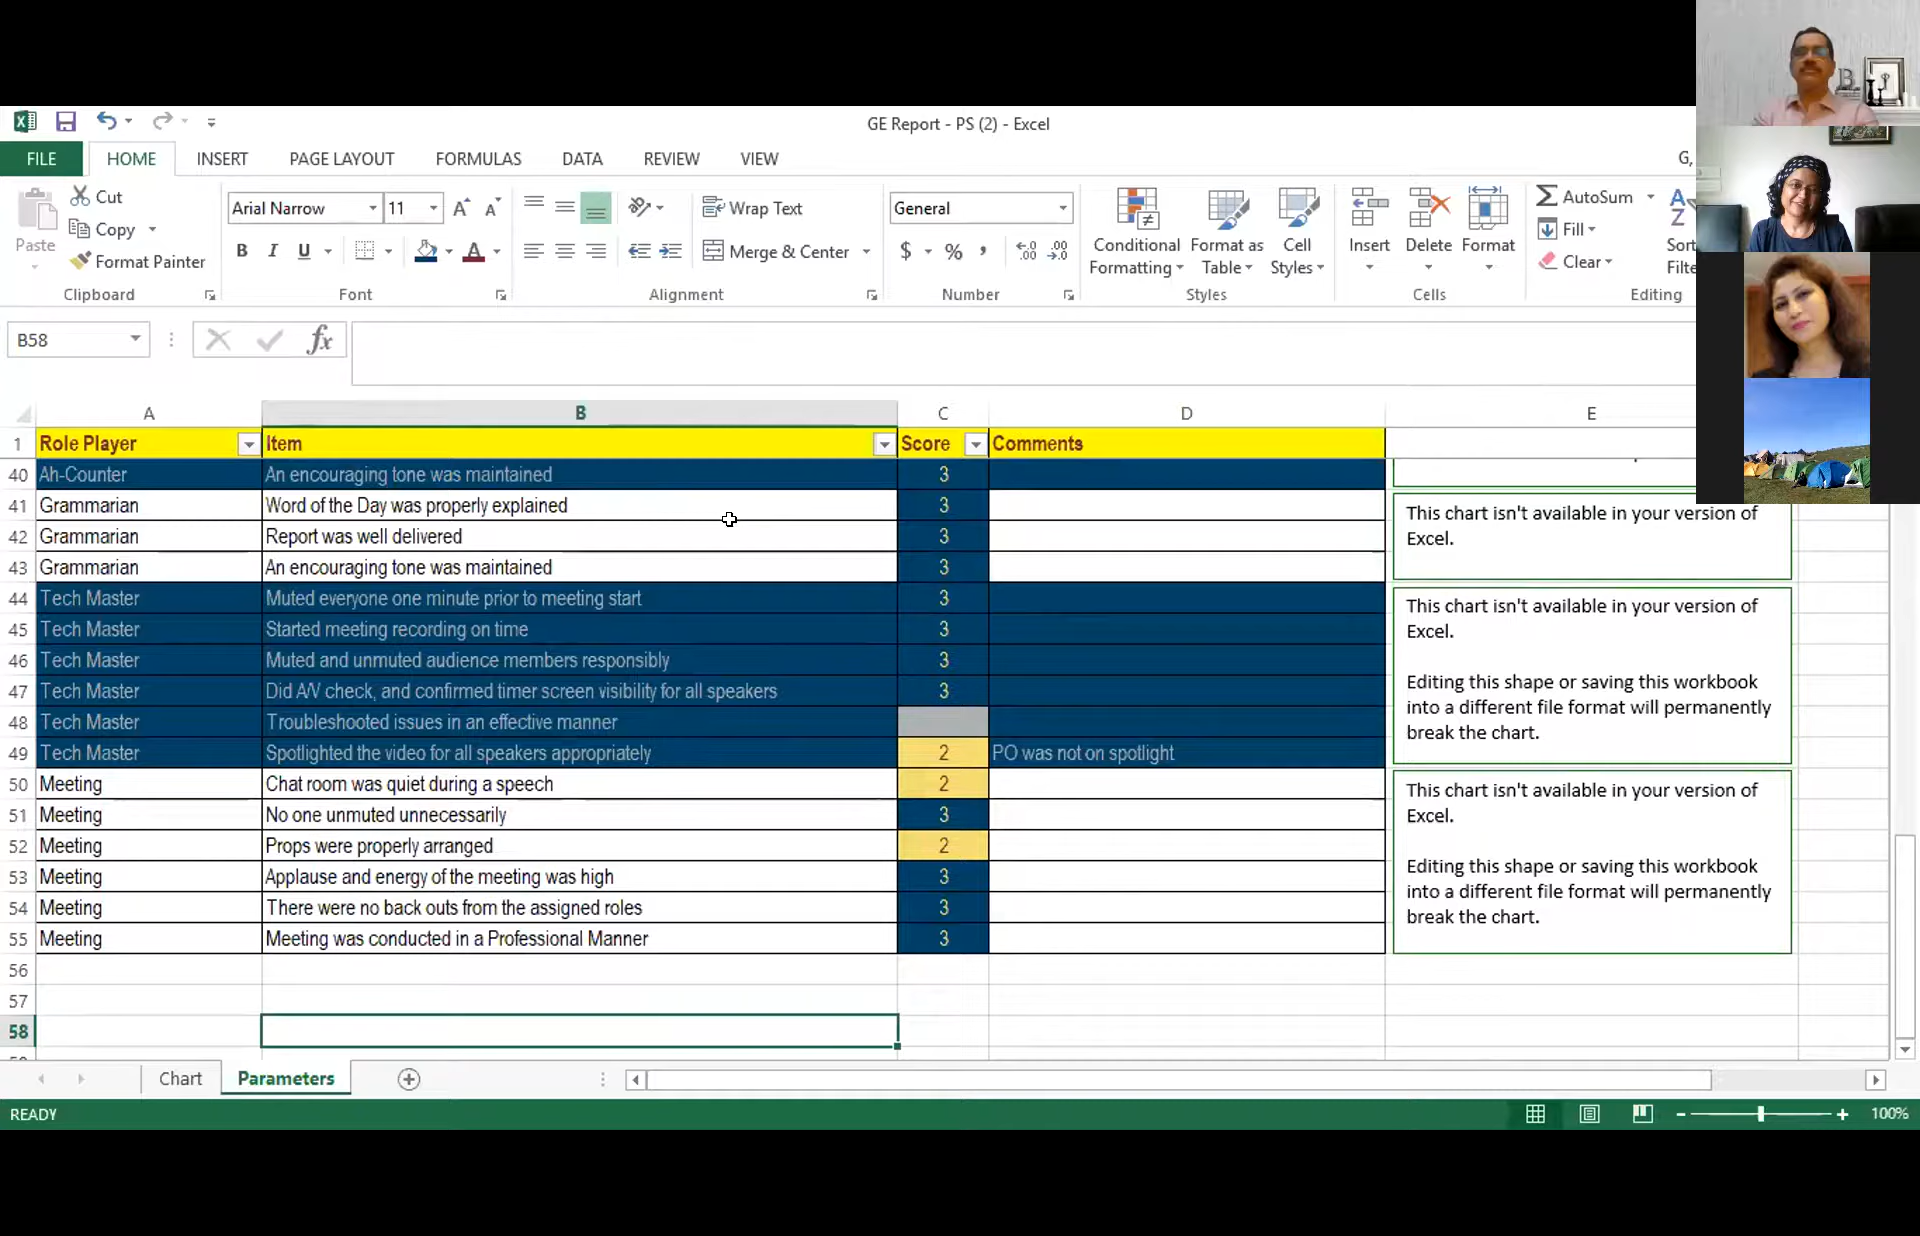 GE Report - PS (2) - Excel
FILE HOME INSERT PAGE LAYOUT FORMULAS DATA REVIEW VIEW G,
Paste
Cut
Copy
Format Painter
Clipboard
Arial Narrow 11
B I U A
Font
Wrap Text
Merge & Center
Alignment
General
$ % ,
Number
Conditional Formatting
Format as Table
Cell Styles
Styles
Insert
Delete
Format
Cells
AutoSum
Fill
Clear
Sort
Filte
Editing
B58
fx
A B C D E
1 Role Player Item Score Comments
40 Ah-Counter An encouraging tone was maintained 3
41 Grammarian Word of the Day was properly explained 3
42 Grammarian Report was well delivered 3
43 Grammarian An encouraging tone was maintained 3
44 Tech Master Muted everyone one minute prior to meeting start 3
45 Tech Master Started meeting recording on time 3
46 Tech Master Muted and unmuted audience members responsibly 3
47 Tech Master Did A/V check, and confirmed timer screen visibility for all speakers 3
48 Tech Master Troubleshooted issues in an effective manner
49 Tech Master Spotlighted the video for all speakers appropriately 2 PO was not on spotlight
50 Meeting Chat room was quiet during a speech 2
51 Meeting No one unmuted unnecessarily 3
52 Meeting Props were properly arranged 2
53 Meeting Applause and energy of the meeting was high 3
54 Meeting There were no back outs from the assigned roles 3
55 Meeting Meeting was conducted in a Professional Manner 3
56
57
58
This chart isn't available in your version of
Excel.
This chart isn't available in your version of
Excel.
Editing this shape or saving this workbook
into a different file format will permanently
break the chart.
This chart isn't available in your version of
Excel.
Editing this shape or saving this workbook
into a different file format will permanently
break the chart.
Chart Parameters
READY
100%